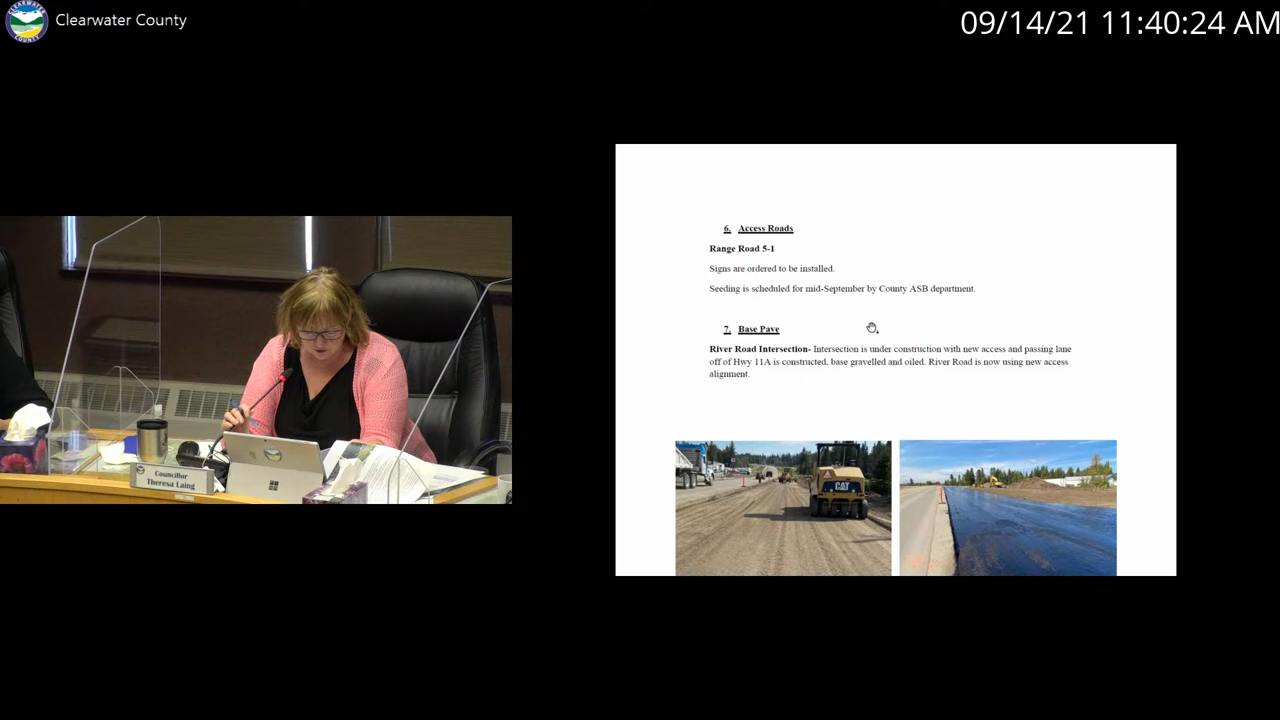 Clearwater County
09/14/21 11:40:24 AM
6. Access Roads
Range Road 5-1
Signs are ordered to be installed.
Seeding is scheduled for mid-September by County ASB department.
7. Base Pave
River Road Intersection- Intersection is under construction with new access and passing lane
off of Hwy 11A is constructed, base gravelled and oiled. River Road is now using new access
alignment.
CAT
Councillor
Theresa Laing